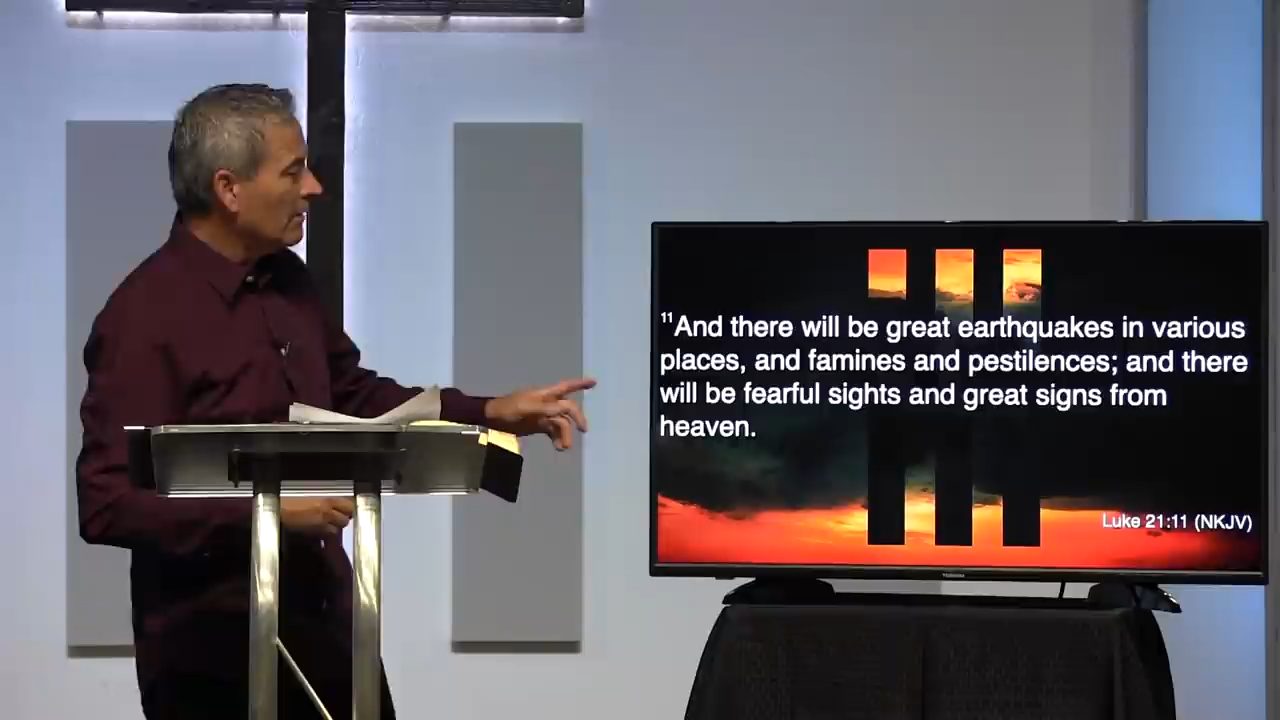 ¹¹And there will be great earthquakes in various
places, and famines and pestilences; and there
will be fearful sights and great signs from
heaven.
Luke 21:11 (NKJV)
TOSHIBA